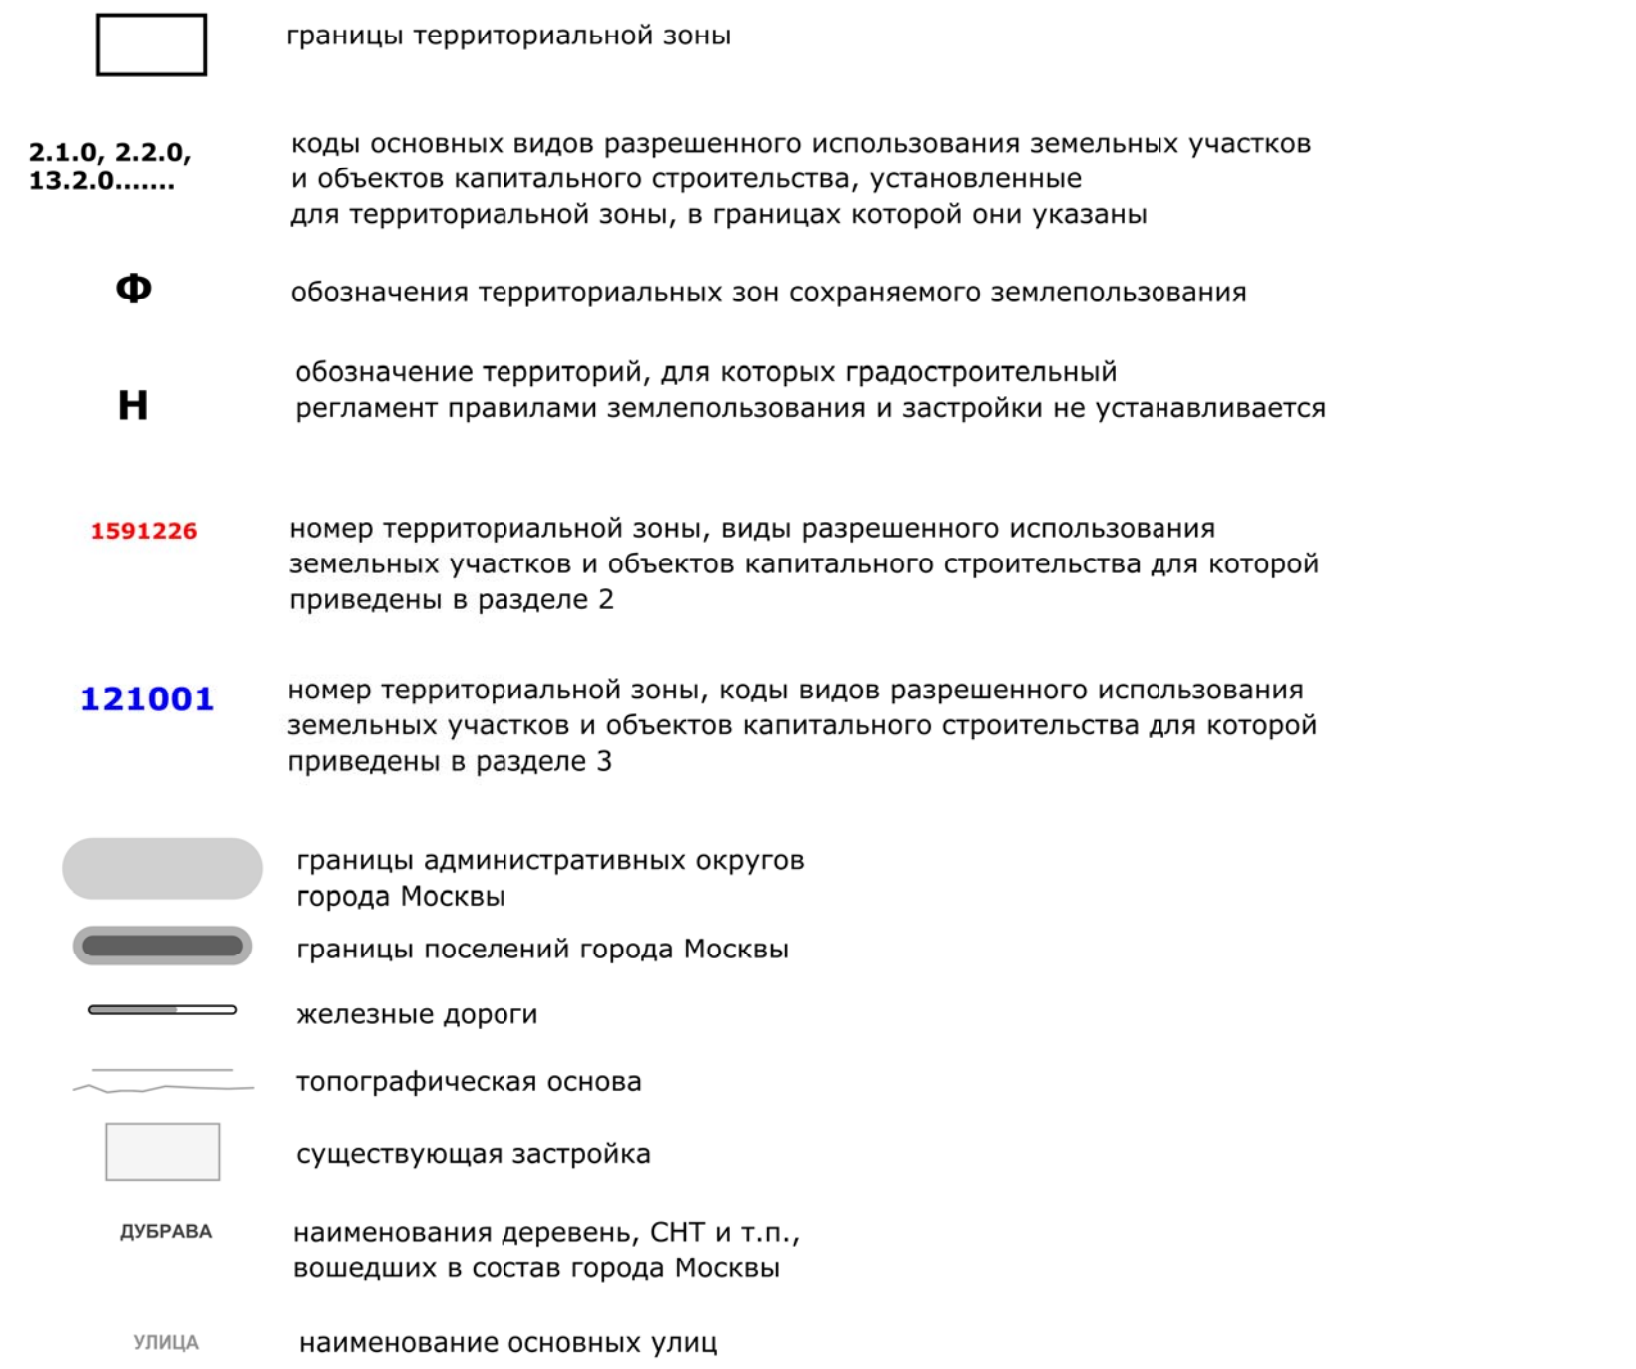 границы территориальной зоны
2.1.0, 2.2.0,
13.2.0.......
коды основных видов разрешенного использования земельных участков
и объектов капитального строительства, установленные
для территориальной зоны, в границах которой они указаны
Ф
обозначения территориальных зон сохраняемого землепользования
Н
обозначение территорий, для которых градостроительный
регламент правилами землепользования и застройки не устанавливается
1591226
номер территориальной зоны, виды разрешенного использования
земельных участков и объектов капитального строительства для которой
приведены в разделе 2
121001
номер территориальной зоны, коды видов разрешенного использования
земельных участков и объектов капитального строительства для которой
приведены в разделе 3
границы административных округов
города Москвы
границы поселений города Москвы
железные дороги
топографическая основа
существующая застройка
ДУБРАВА
наименования деревень, СНТ и т.п.,
вошедших в состав города Москвы
УЛИЦА
наименование основных улиц